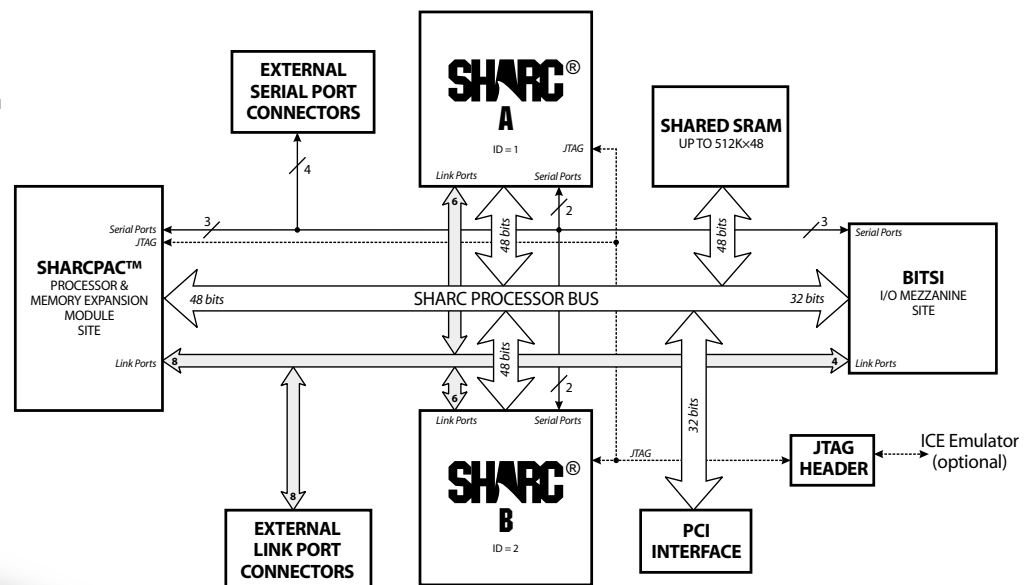 EXTERNAL
SERIAL PORT
CONNECTORS
4
SHARC®
A
ID = 1
JTAG
Link Ports
Serial Ports
SHARED SRAM
UP TO 512K×48
6
48 bits
2
48 bits
Serial Ports
3
JTAG
SHARCPAC™
PROCESSOR &
MEMORY EXPANSION
MODULE
SITE
Link Ports
3
Serial Ports
BITSI
I/O MEZZANINE
SITE
Link Ports
48 bits
SHARC PROCESSOR BUS
32 bits
8
4
6
48 bits
2
32 bits
8
Link Ports
Serial Ports
SHARC®
B
ID = 2
JTAG
JTAG
HEADER
ICE Emulator
(optional)
EXTERNAL
LINK PORT
CONNECTORS
PCI
INTERFACE